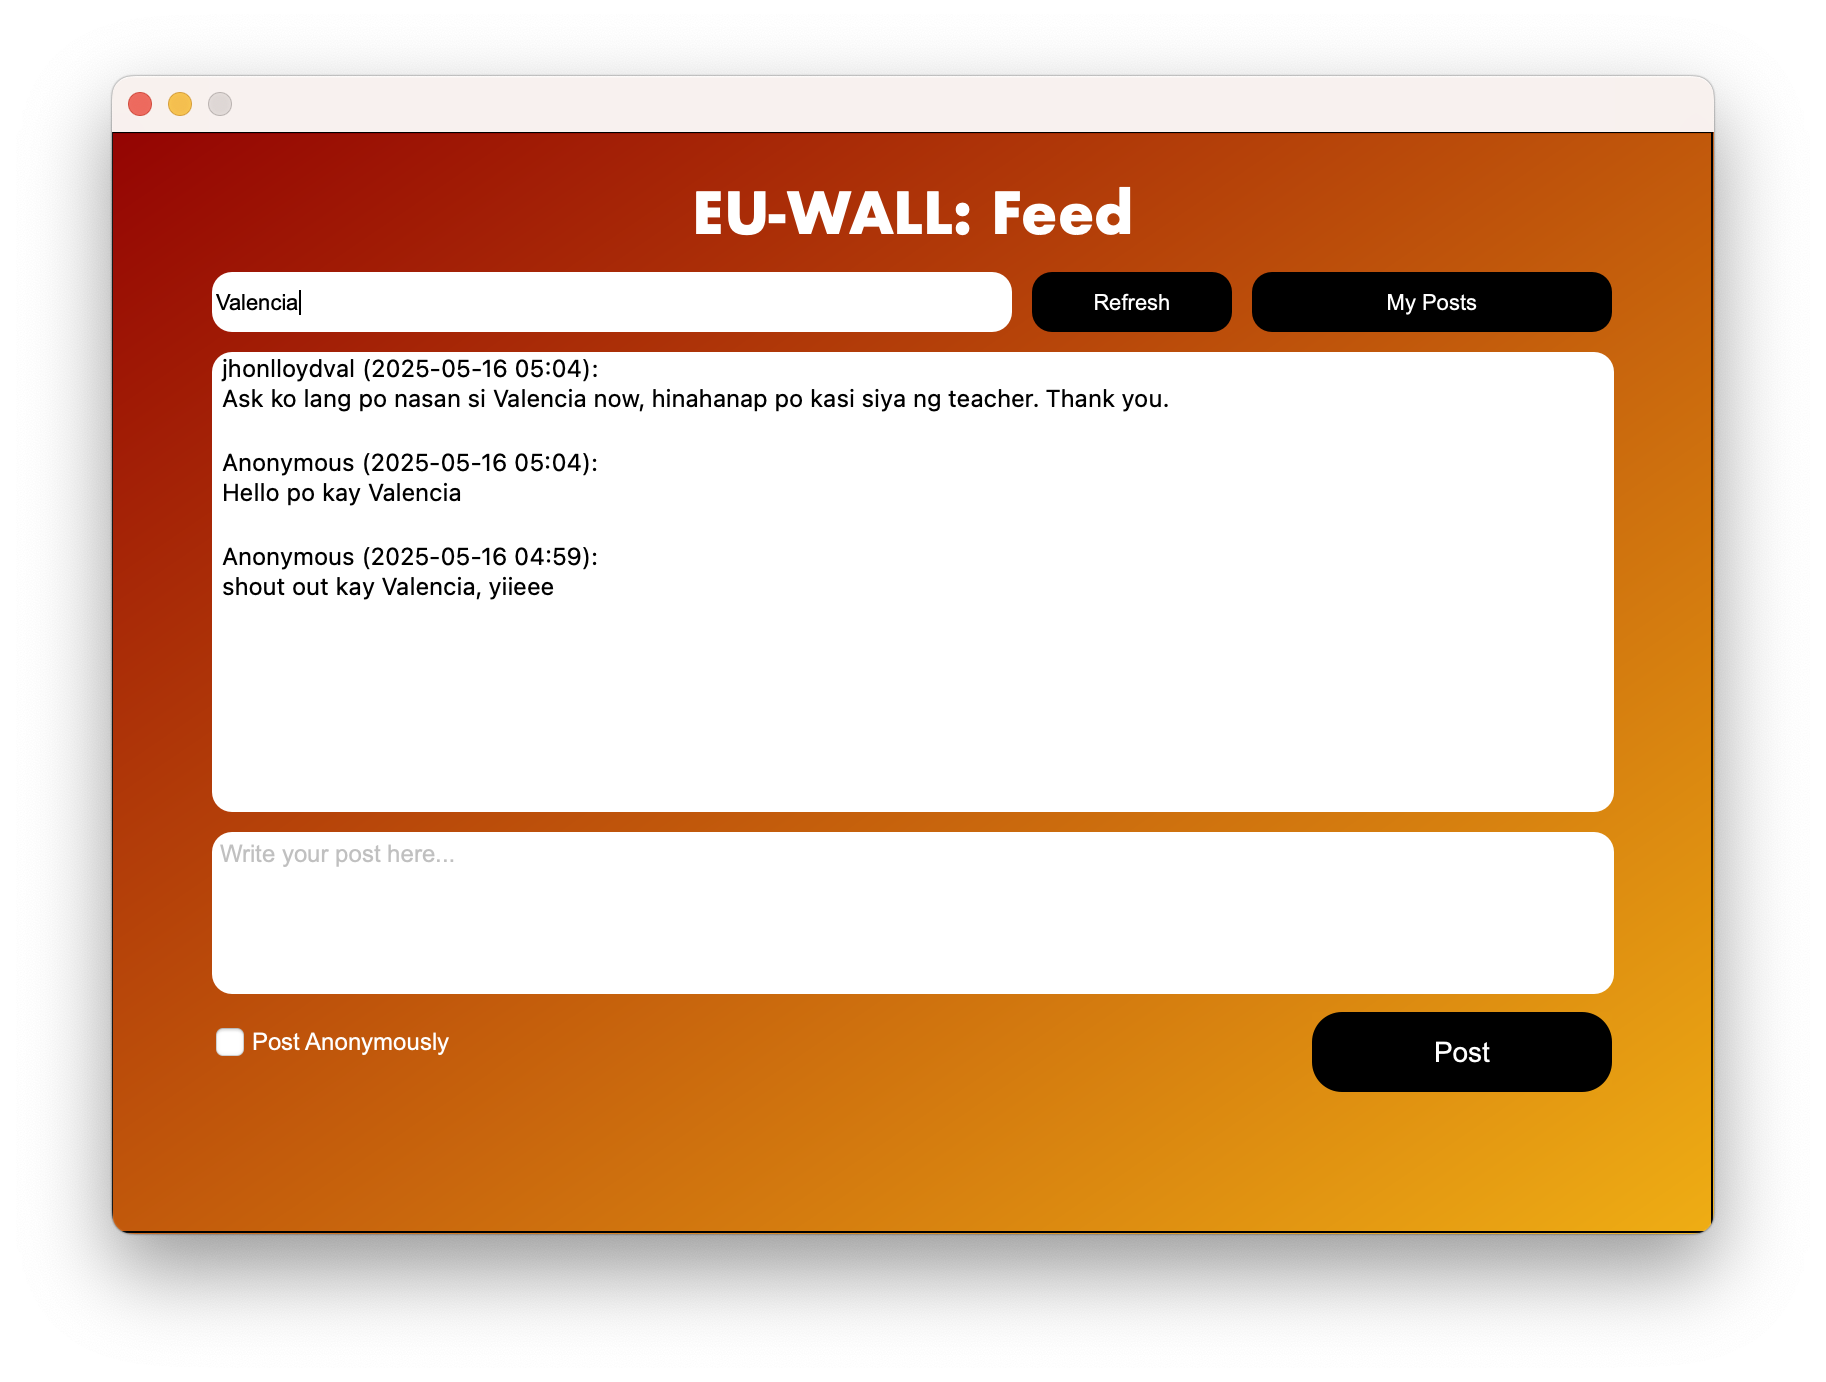 EU-WALL: Feed
Valencia
Refresh
My Posts
jhonlloydval (2025-05-16 05:04):
Ask ko lang po nasan si Valencia now, hinahanap po kasi siya ng teacher. Thank you.
Anonymous (2025-05-16 05:04):
Hello po kay Valencia
Anonymous (2025-05-16 04:59):
shout out kay Valencia, yiieee
Write your post here...
Post Anonymously
Post